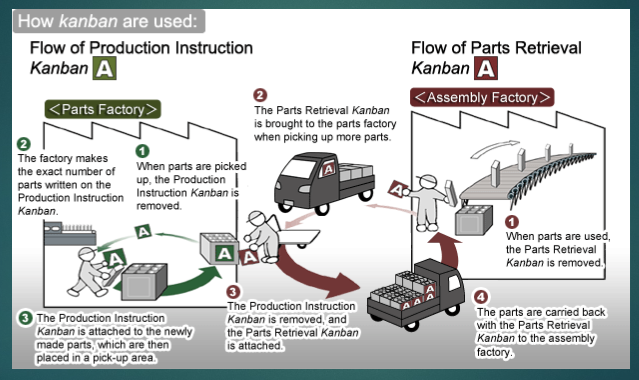 How kanban are used:
Flow of Production Instruction
Kanban A
Flow of Parts Retrieval
Kanban A
<Parts Factory>
<Assembly Factory>
2
The factory makes
the exact number of
parts written on the
Production Instruction
Kanban.
1
When parts are picked
up, the Production
Instruction Kanban is
removed.
A
A
A
A
3
The Production Instruction
Kanban is attached to the newly
made parts, which are then
placed in a pick-up area.
2
The Parts Retrieval Kanban
is brought to the parts factory
when picking up more parts.
A
A
3
The Production Instruction
Kanban is removed, and
the Parts Retrieval Kanban
is attached.
1
When parts are used,
the Parts Retrieval
Kanban is removed.
A
A
A A
4
The parts are carried back
with the Parts Retrieval
Kanban to the assembly
factory.